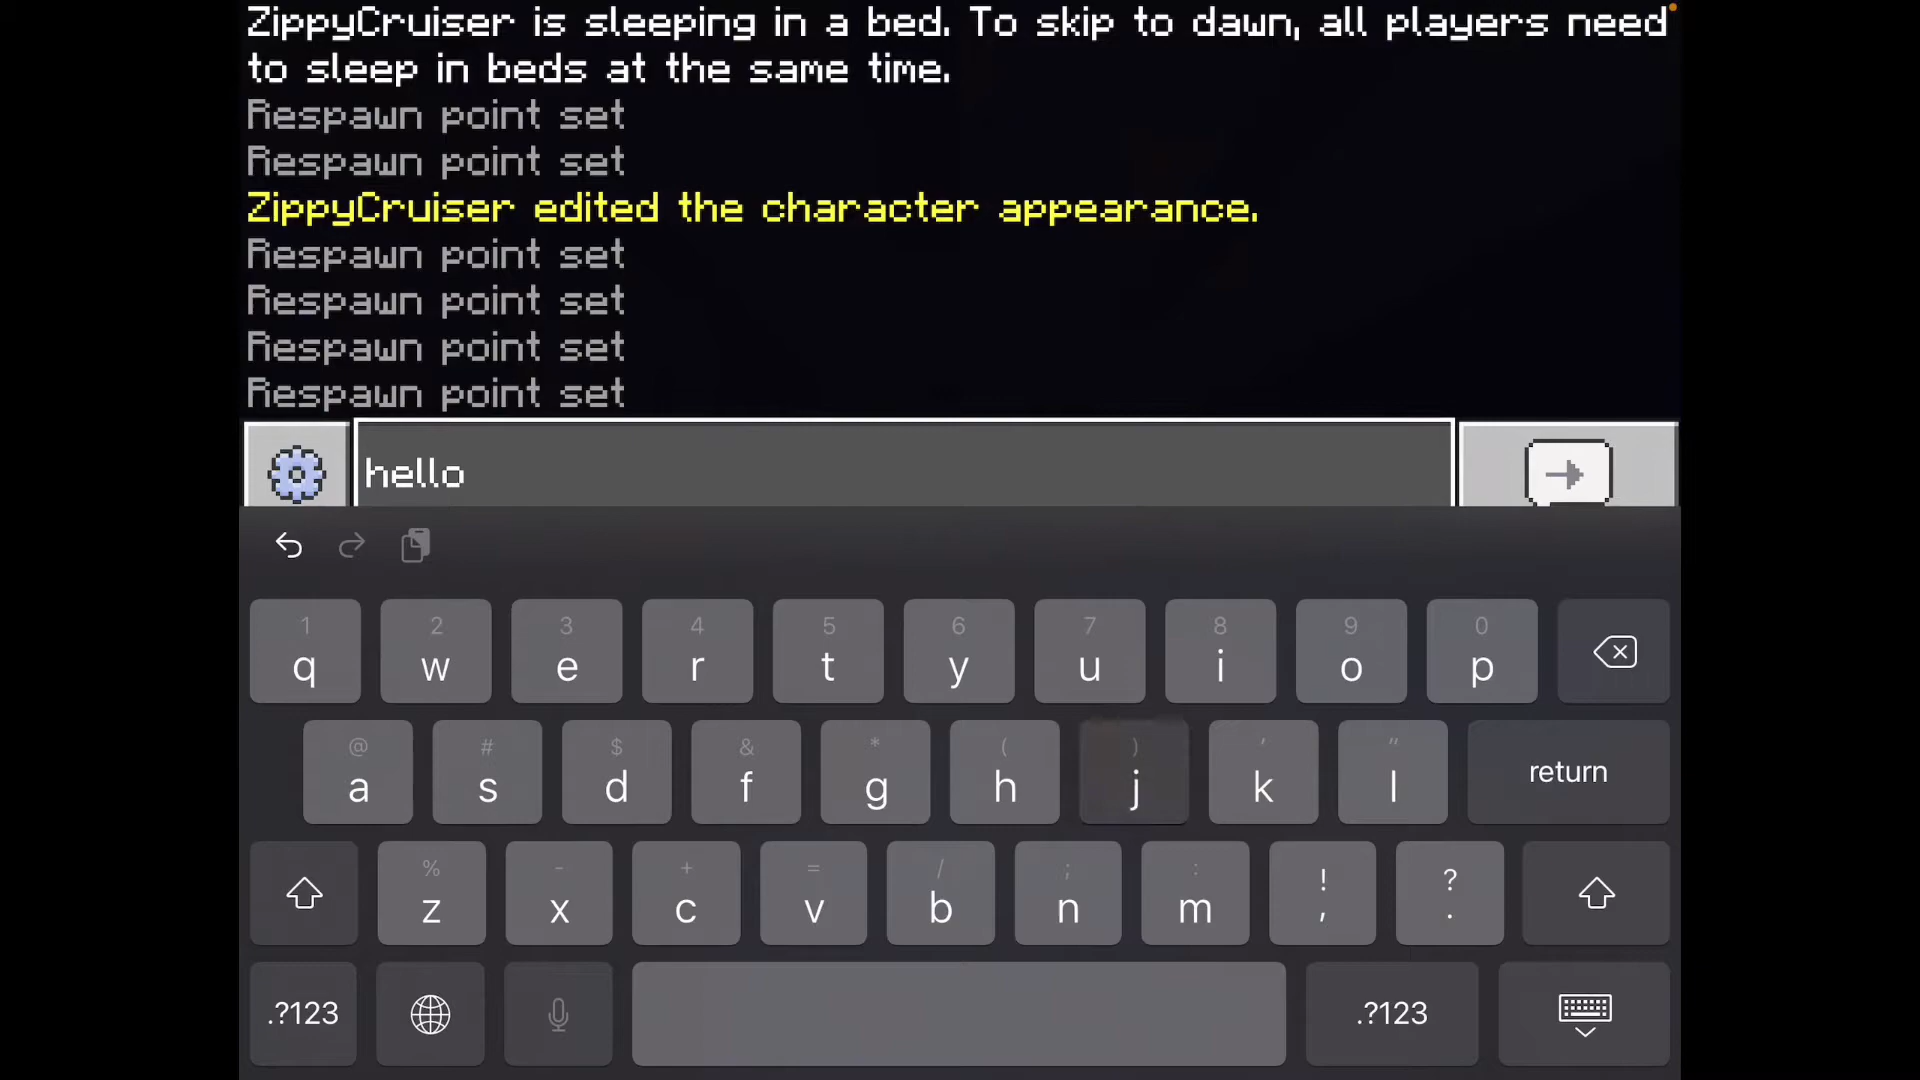 ZippyCruiser is sleeping in a bed. To skip to dawn, all players need
to sleep in beds at the same time.
Respawn point set
Respawn point set
ZippyCruiser edited the character appearance.
Respawn point set
Respawn point set
Respawn point set
Respawn point set
hello
1 2 3 4 5 6 7 8 9 0
q w e r t y u i o p
@ # $ & * ( ) ' "
a s d f g h j k l return
% - + = / ; : ! ?
z x c v b n m , .
.?123 .?123